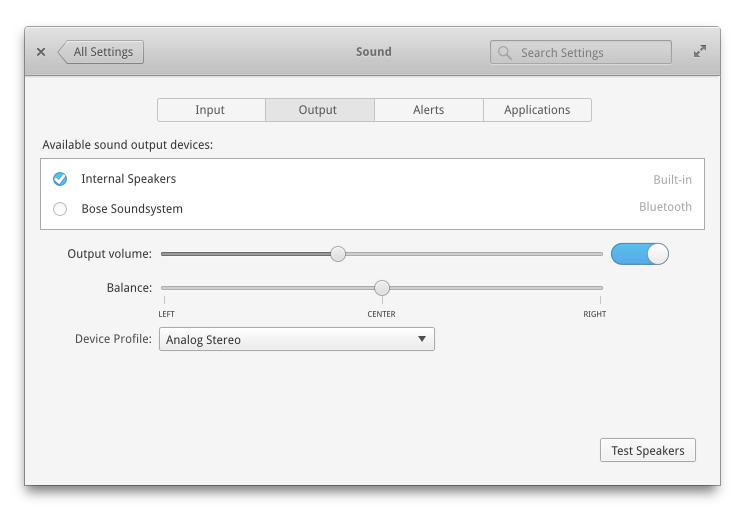 All Settings
Sound
Search Settings
Input
Output
Alerts
Applications
Available sound output devices:
Internal Speakers
Built-in
Bose Soundsystem
Bluetooth
Output volume:
Balance:
LEFT
CENTER
RIGHT
Device Profile:
Analog Stereo
Test Speakers